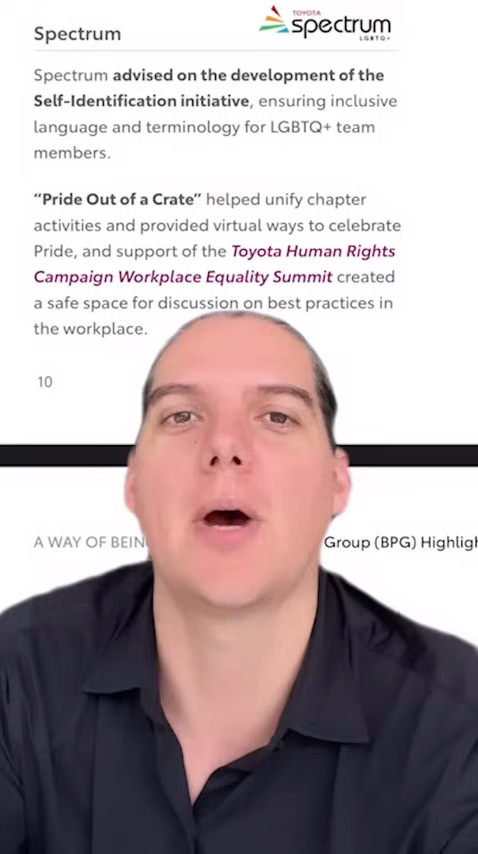 Spectrum
TOYOTA
spectrum
LGBTQ+
Spectrum advised on the development of the
Self-Identification initiative, ensuring inclusive
language and terminology for LGBTQ+ team
members.
“Pride Out of a Crate” helped unify chapter
activities and provided virtual ways to celebrate
Pride, and support of the Toyota Human Rights
Campaign Workplace Equality Summit created
a safe space for discussion on best practices in
the workplace.
10
A WAY OF BEIN
Group (BPG) Highligh